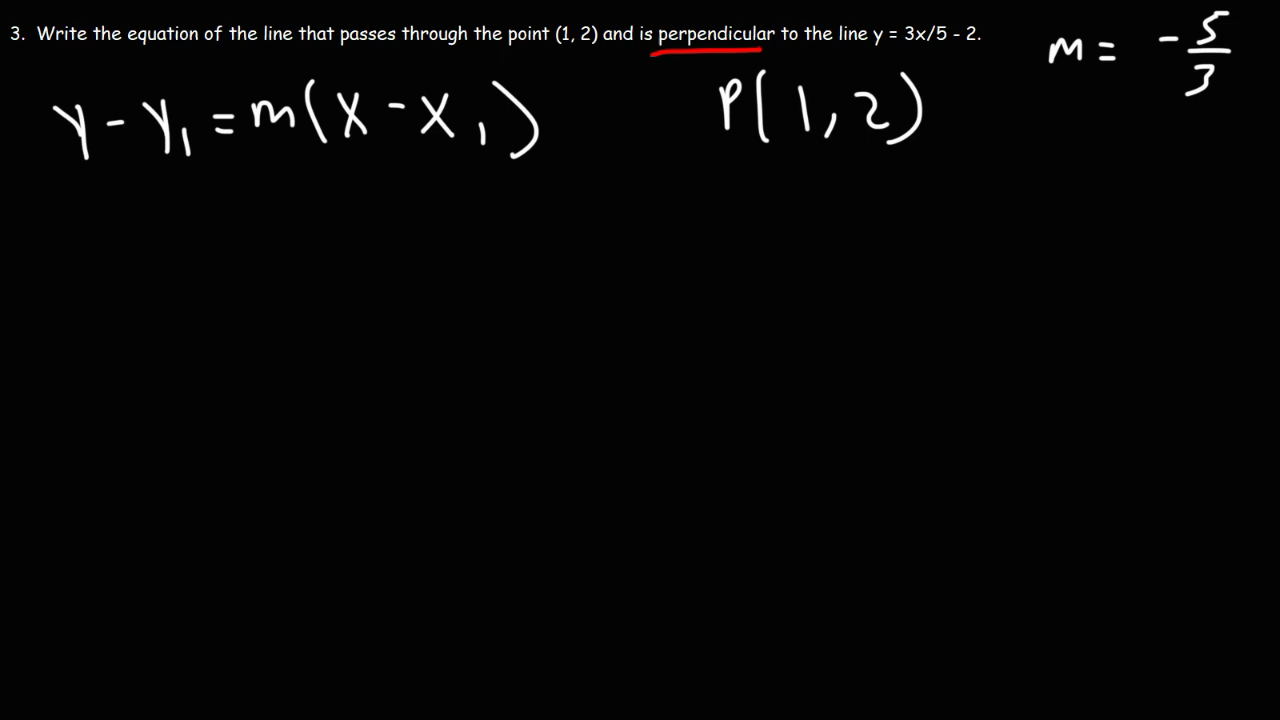 3. Write the equation of the line that passes through the point (1, 2) and is perpendicular to the line y = 3x/5 - 2.
m = - 5/3
y - y₁ = m(x - x₁)
P(1, 2)